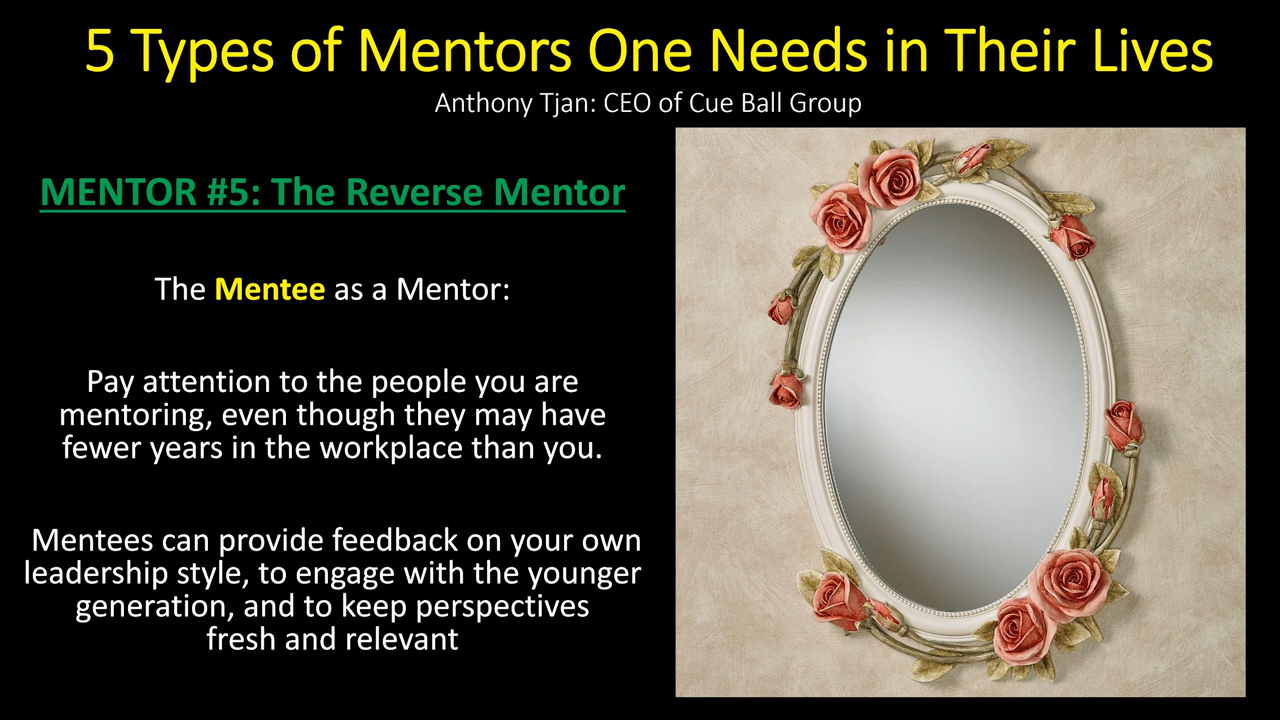 5 Types of Mentors One Needs in Their Lives
Anthony Tjan: CEO of Cue Ball Group
MENTOR #5: The Reverse Mentor
The Mentee as a Mentor:
Pay attention to the people you are
mentoring, even though they may have
fewer years in the workplace than you.
Mentees can provide feedback on your own
leadership style, to engage with the younger
generation, and to keep perspectives
fresh and relevant